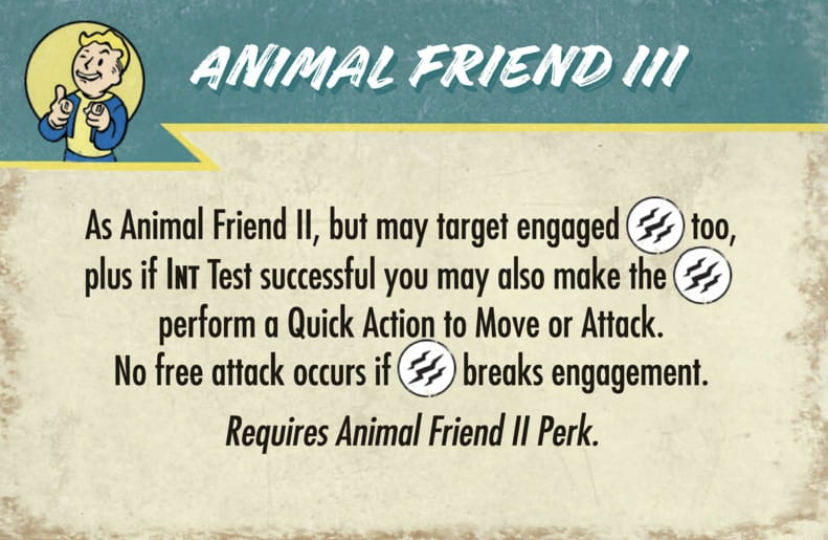 ANIMAL FRIEND III
As Animal Friend II, but may target engaged too,
plus if INT Test successful you may also make the
perform a Quick Action to Move or Attack.
No free attack occurs if breaks engagement.
Requires Animal Friend II Perk.